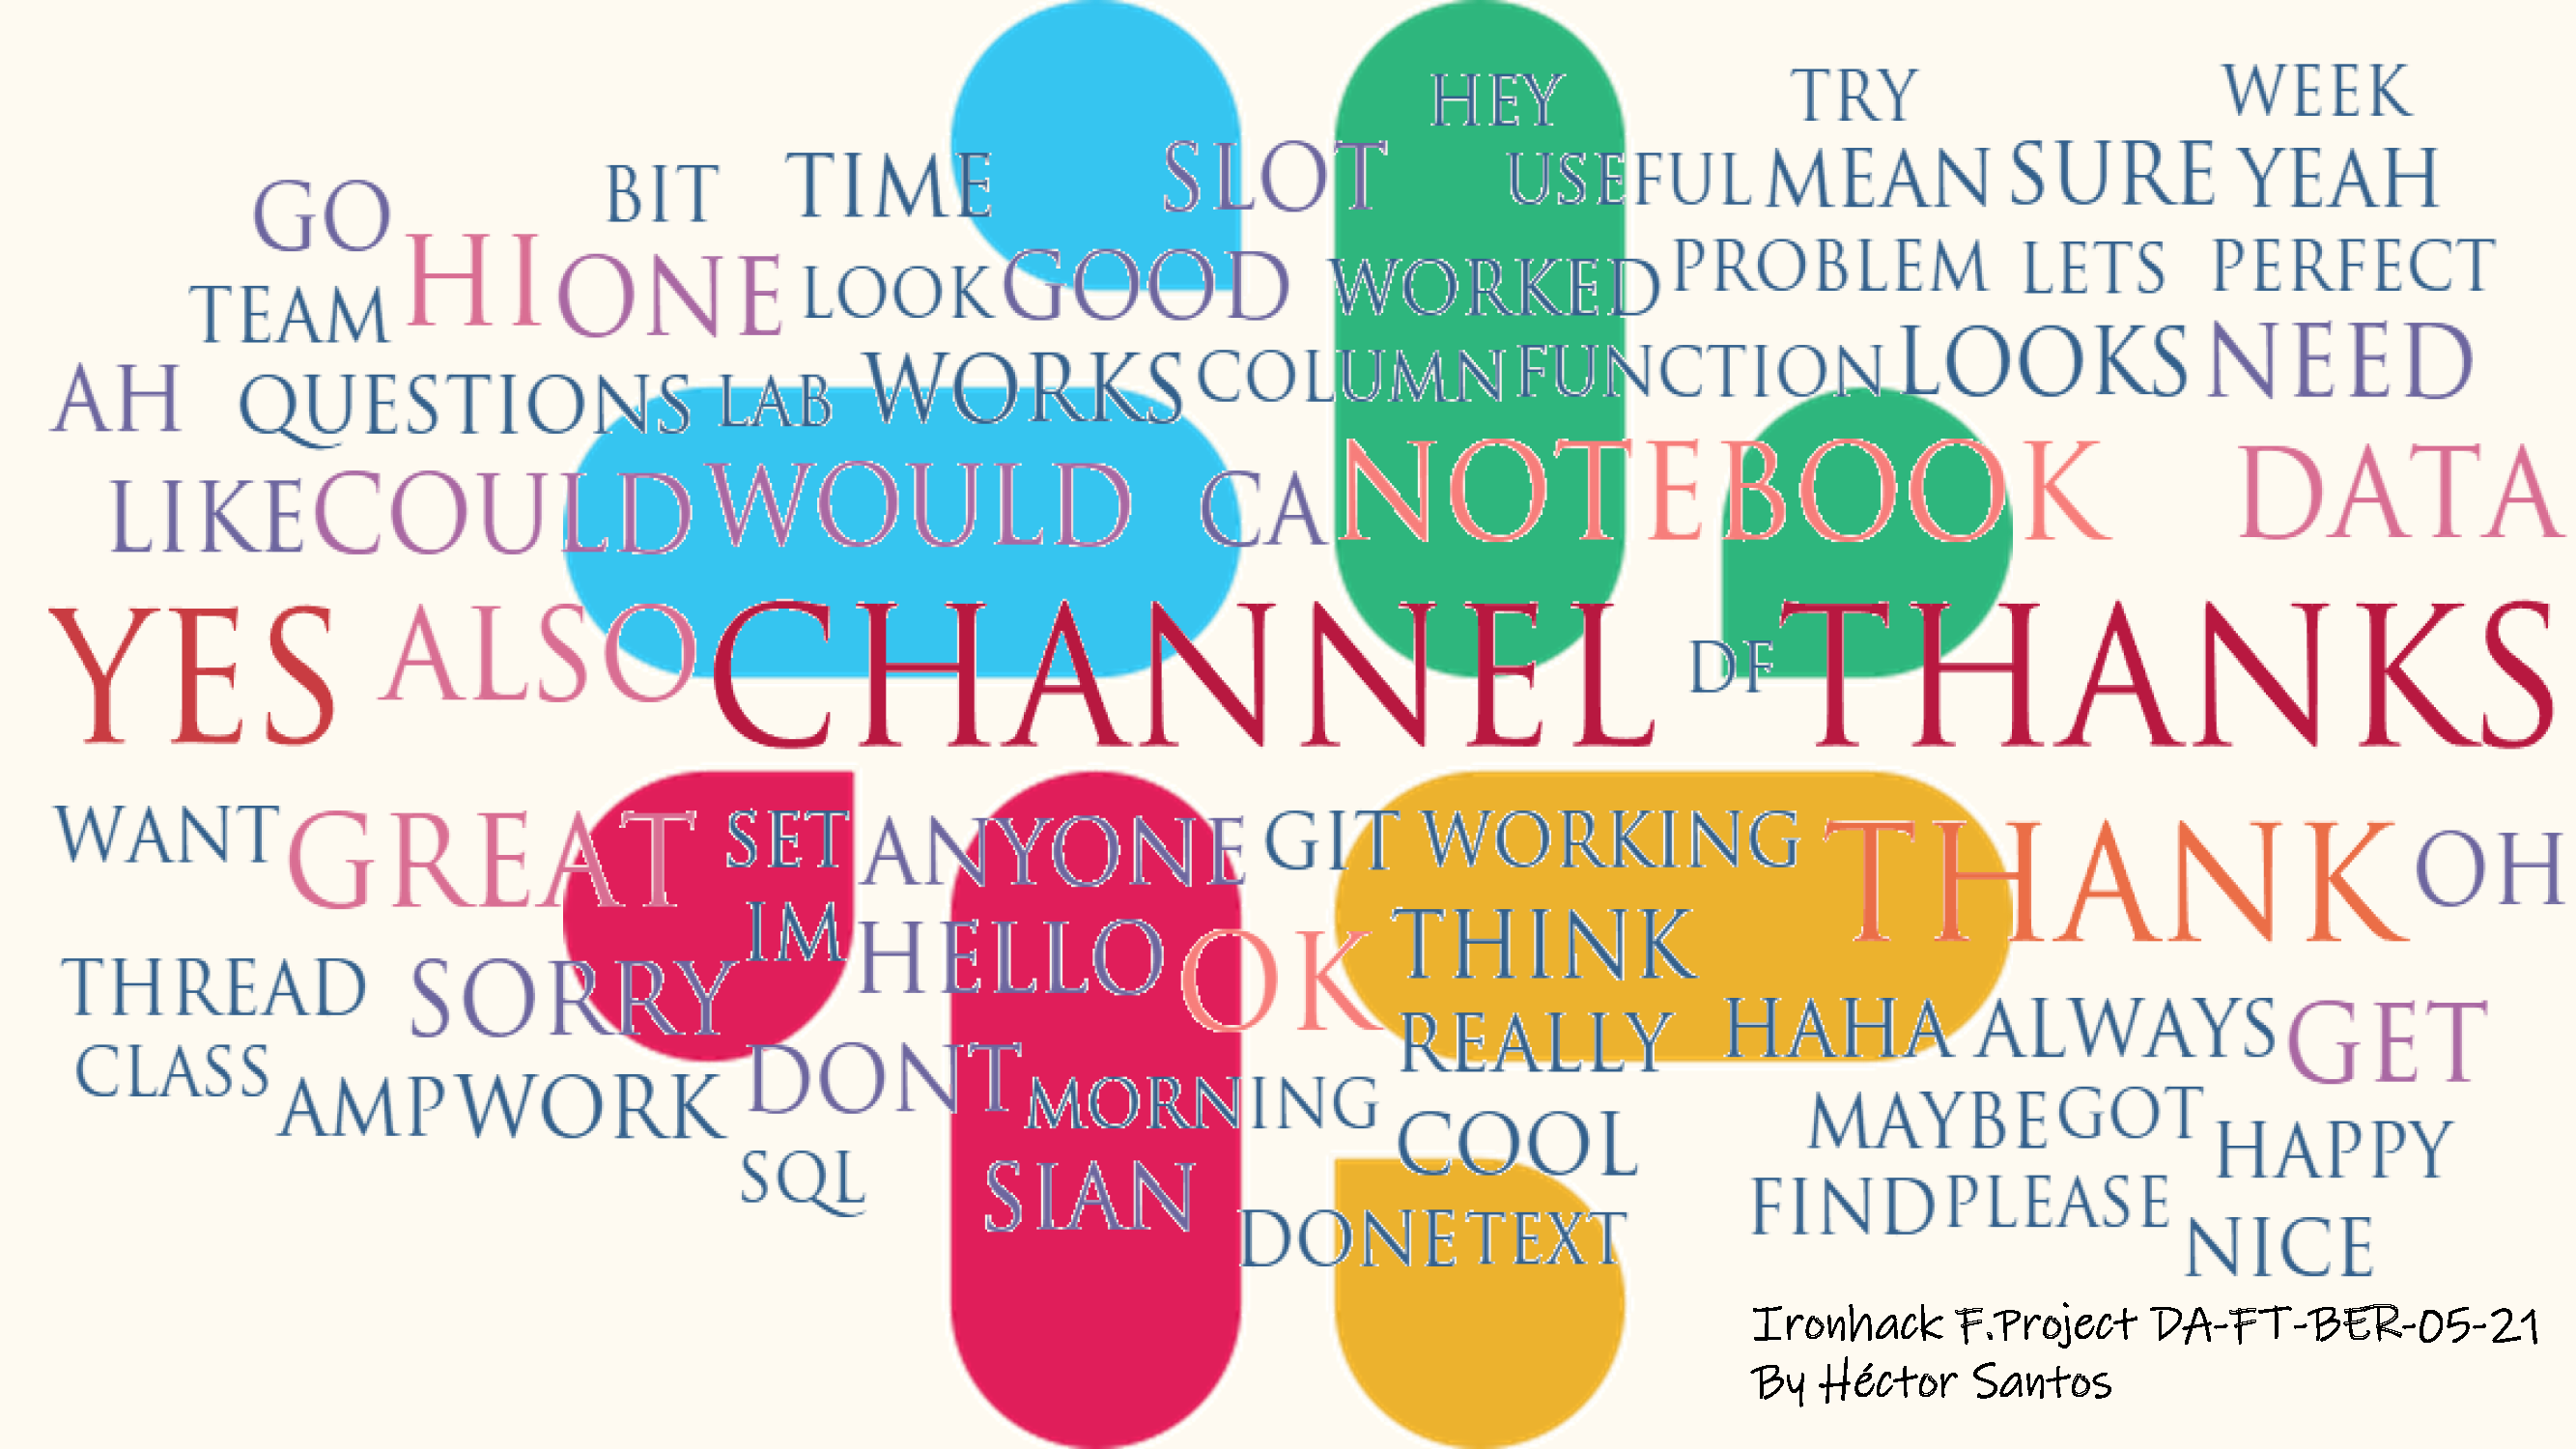 HEY TRY WEEK
GO BIT TIME SLOT USEFUL MEAN SURE YEAH
TEAM HI ONE LOOK GOOD WORKED PROBLEM LETS PERFECT
AH QUESTIONS LAB WORKS COLUMN FUNCTION LOOKS NEED
LIKE COULD WOULD CA NOTEBOOK DATA
YES ALSO CHANNEL DF THANKS
WANT GREAT SET ANYONE GIT WORKING THANK OH
THREAD SORRY IM HELLO OK THINK
REALLY HAHA ALWAYS GET
CLASS AMP WORK DONT MORNING COOL MAYBE GOT HAPPY
SQL SIAN DONE TEXT FIND PLEASE NICE
Ironhack F.Project DA-FT-BER-05-21
By Héctor Santos